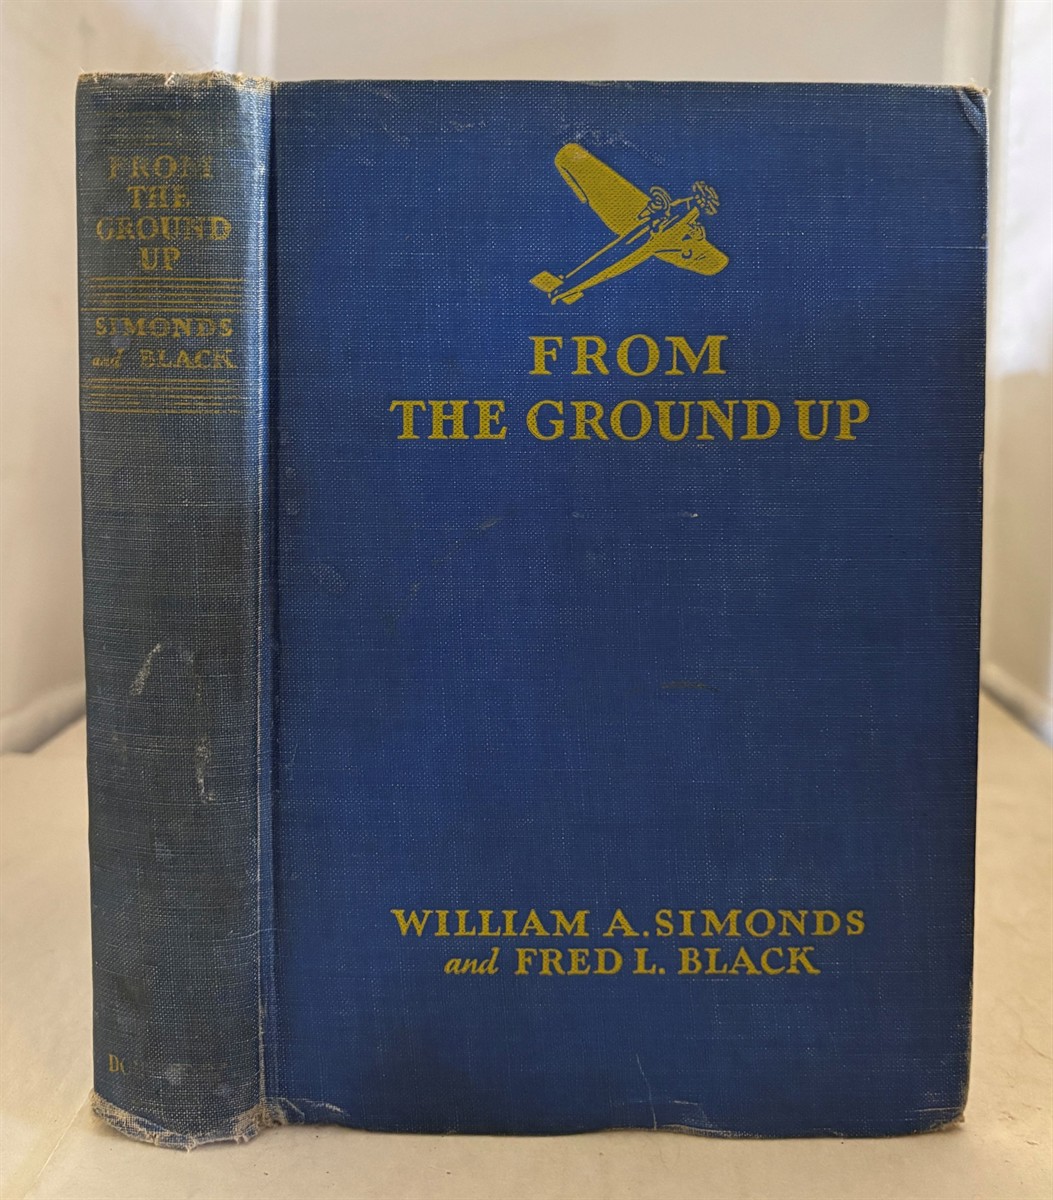 FROM
THE
GROUND
UP
SIMONDS
and BLACK
FROM
THE GROUND UP
WILLIAM A. SIMONDS
and FRED L. BLACK